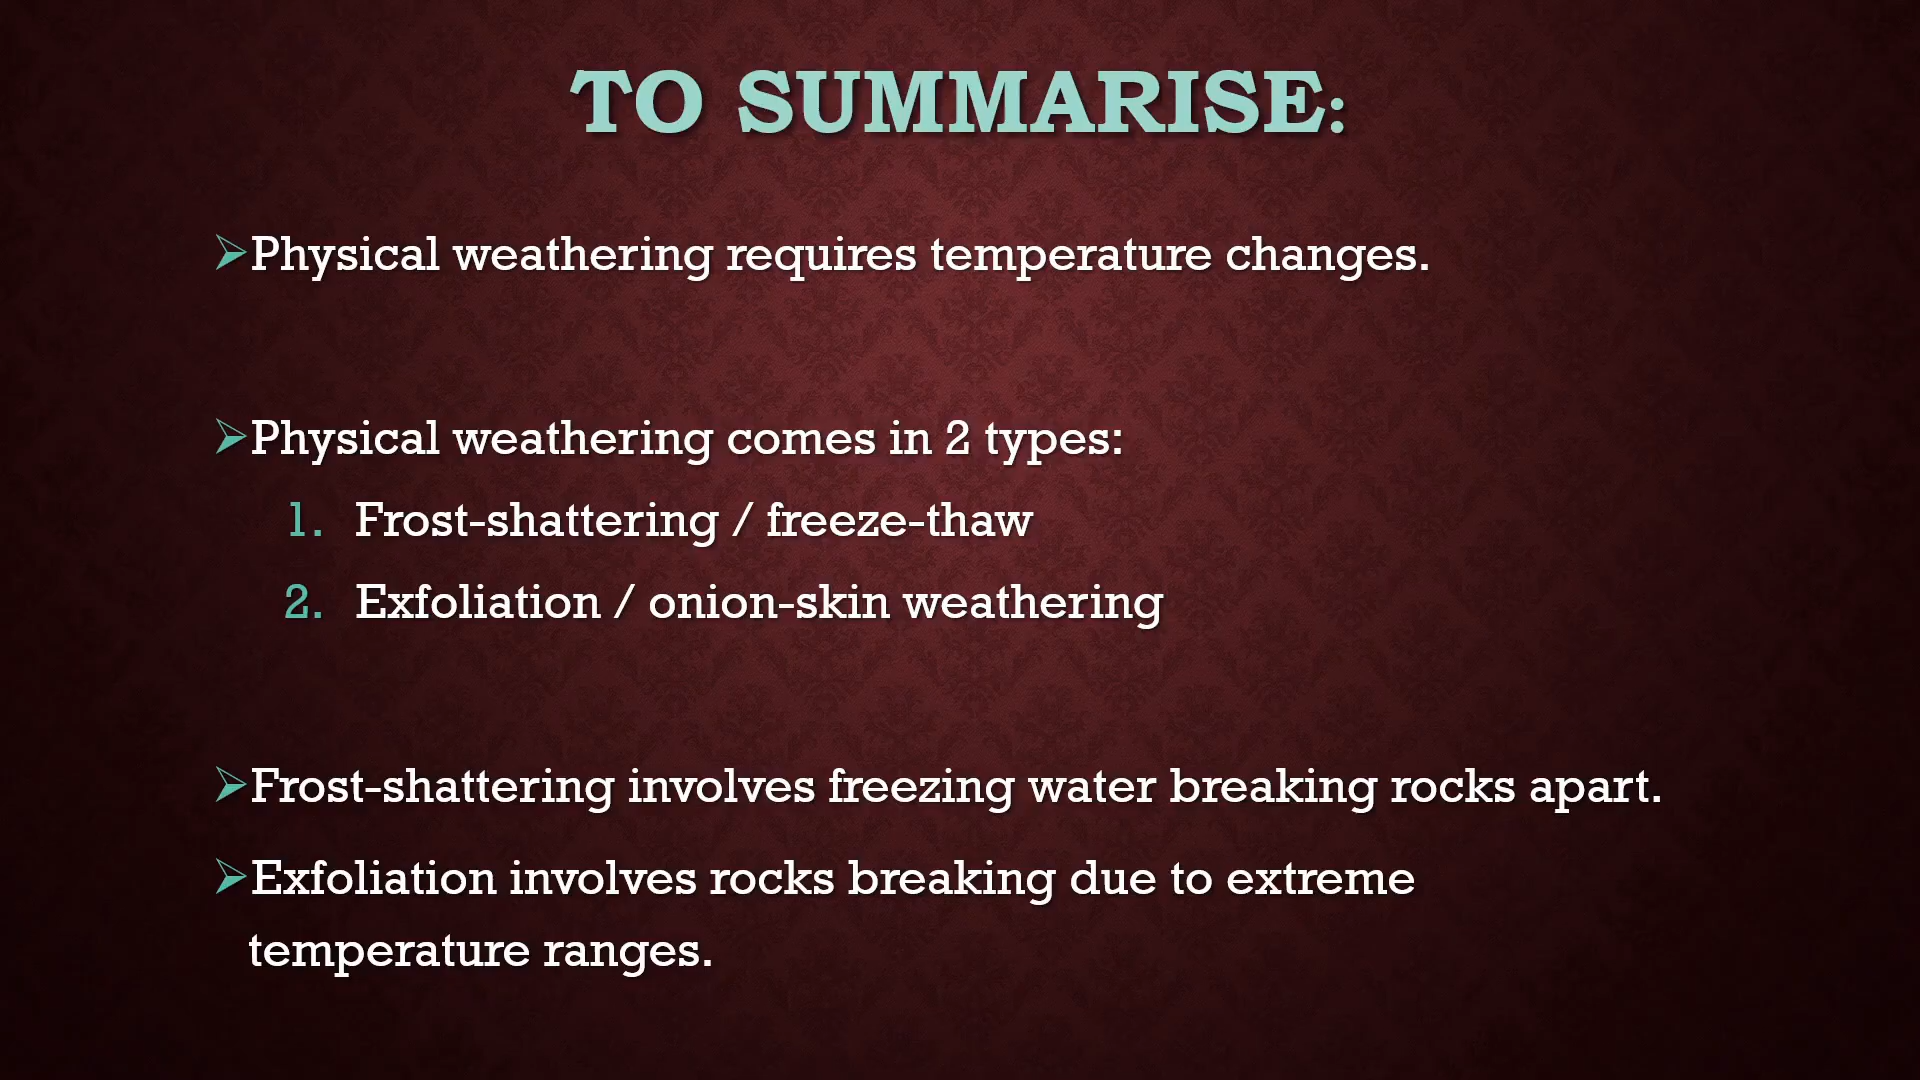 TO SUMMARISE:
➢Physical weathering requires temperature changes.
➢Physical weathering comes in 2 types:
1. Frost-shattering / freeze-thaw
2. Exfoliation / onion-skin weathering
➢Frost-shattering involves freezing water breaking rocks apart.
➢Exfoliation involves rocks breaking due to extreme
temperature ranges.